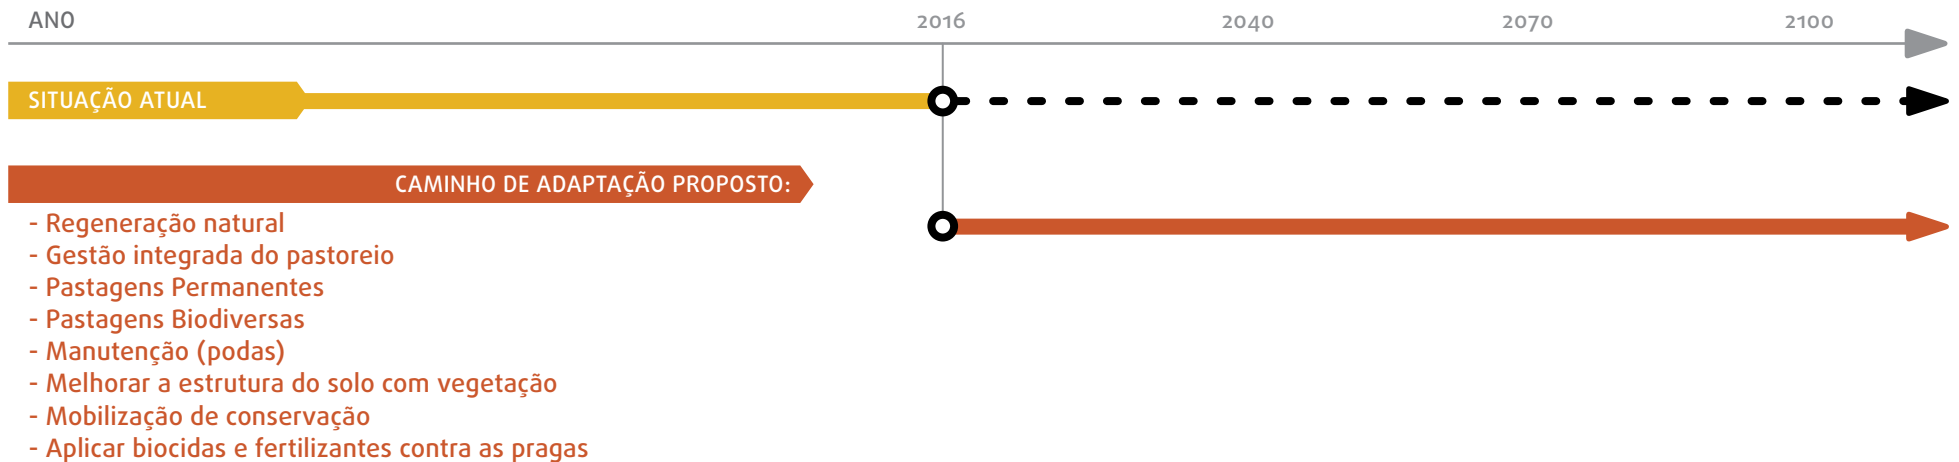 ANO 2016 2040 2070 2100
SITUAÇÃO ATUAL
CAMINHO DE ADAPTAÇÃO PROPOSTO:
- Regeneração natural
- Gestão integrada do pastoreio
- Pastagens Permanentes
- Pastagens Biodiversas
- Manutenção (podas)
- Melhorar a estrutura do solo com vegetação
- Mobilização de conservação
- Aplicar biocidas e fertilizantes contra as pragas